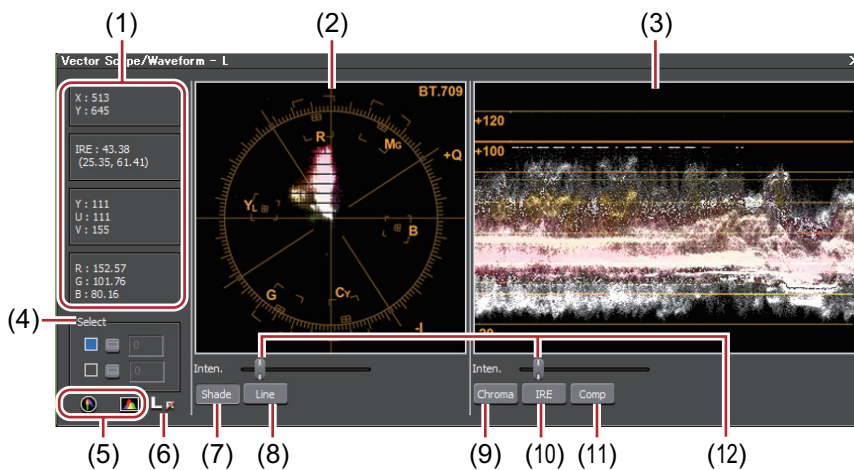 (1)
(2)
(3)
Vector Scope/Waveform - L
X
X : 513
Y : 645
IRE : 43.38
(25.35, 61.41)
Y : 111
U : 111
V : 155
R : 152.57
G : 101.76
B : 80.16
BT.709
R
MG
+Q
YL
B
G
CY
-I
+120
+100
-20
(4)
Select
0
0
L R
Inten.
Inten.
Shade
Line
Chroma
IRE
Comp
(5)
(6)
(7)
(8)
(9)
(10)
(11)
(12)